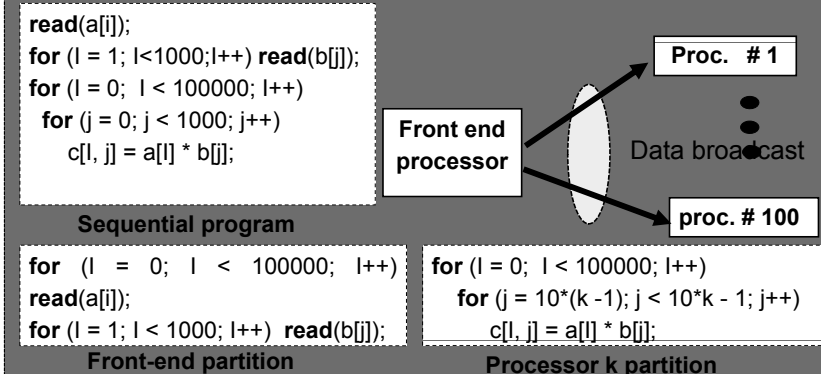 read(a[i]);
for (I = 1; I<1000;I++) read(b[j]);
for (I = 0; I < 100000; I++)
for (j = 0; j < 1000; j++)
c[I, j] = a[I] * b[j];
Sequential program
Front end
processor
Proc. # 1
Data broadcast
proc. # 100
for (I = 0; I < 100000; I++)
read(a[i]);
for (I = 1; I < 1000; I++) read(b[j]);
Front-end partition
for (I = 0; I < 100000; I++)
for (j = 10*(k -1); j < 10*k - 1; j++)
c[I, j] = a[I] * b[j];
Processor k partition